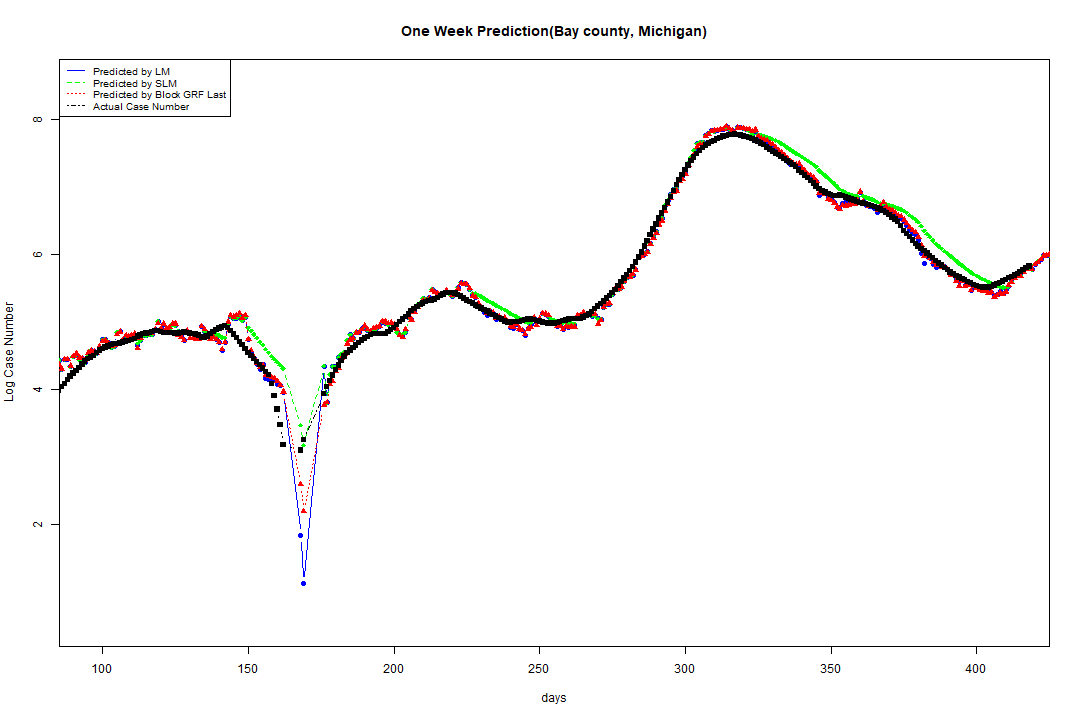 One Week Prediction(Bay county, Michigan)
Predicted by LM
Predicted by SLM
Predicted by Block GRF Last
Actual Case Number
Log Case Number
8
6
4
2
100 150 200 250 300 350 400
days